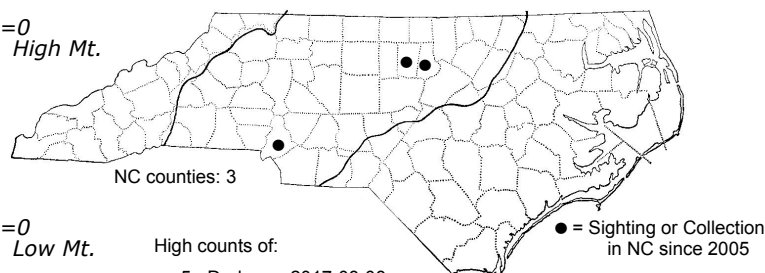 =0
High Mt.
NC counties: 3
=0
Low Mt.
High counts of:
● = Sighting or Collection
in NC since 2005